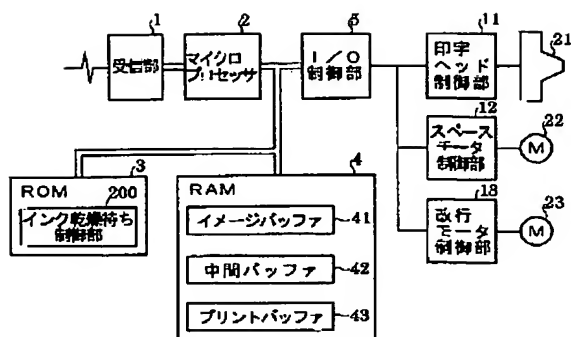 1
受信部
2
マイクロ
プロセッサ
5
I/O
制御部
11
印字
ヘッド
制御部
21
12
スペース
モータ
制御部
22
M
13
改行
モータ
制御部
23
M
3
ROM
200
インク乾燥待ち
制御部
4
RAM
イメージバッファ
41
中間バッファ
42
プリントバッファ
43